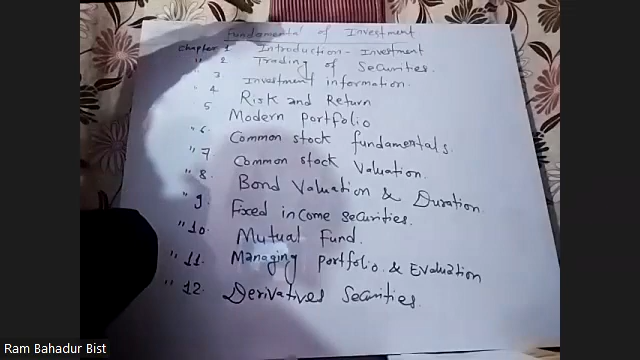 Fundamental of Investment
Chapter 1 Introduction - Investment
" 2 Trading of Securities.
" 3 Investment information.
" 4 Risk and Return
5 Modern portfolio
" 6 Common stock fundamentals.
" 7 Common stock Valuation.
" 8. Bond Valuation & Duration.
" 9. Fixed income securities.
" 10. Mutual Fund.
" 11. Managing portfolio & Evaluation
" 12. Derivatives Securities.
Ram Bahadur Bist